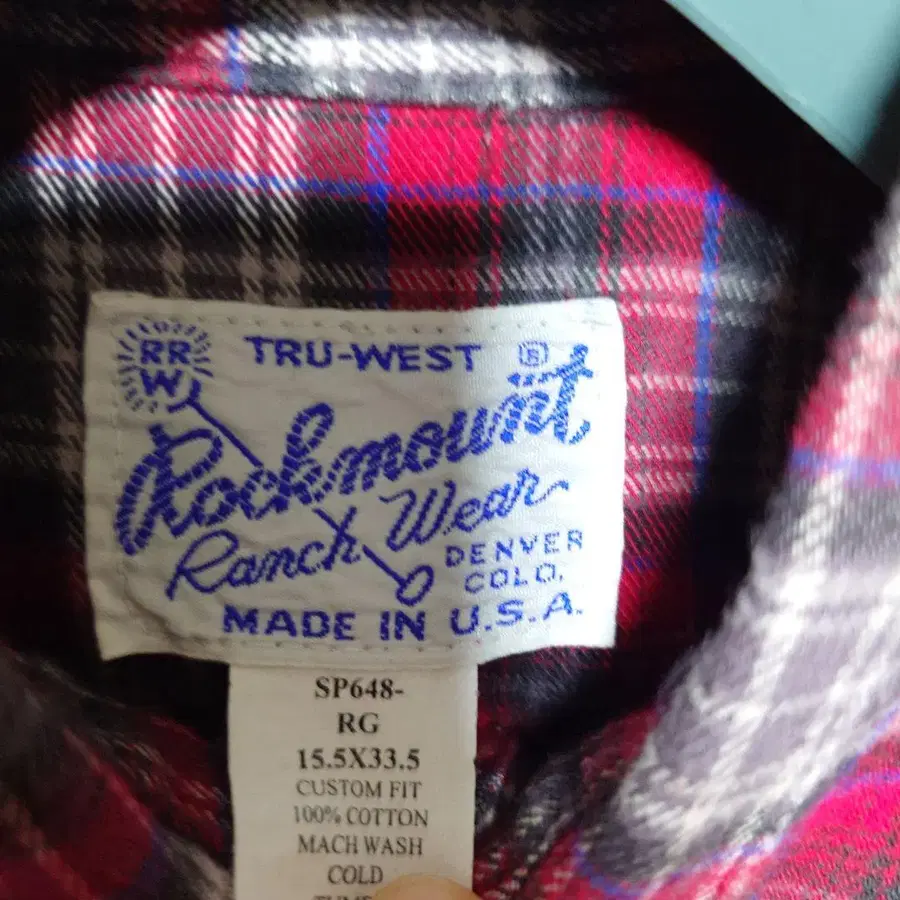 RR
W
TRU-WEST ®
Rockmount
Ranch Wear
DENVER
COLO.
MADE IN U.S.A.
SP648-
RG
15.5X33.5
CUSTOM FIT
100% COTTON
MACH WASH
COLD